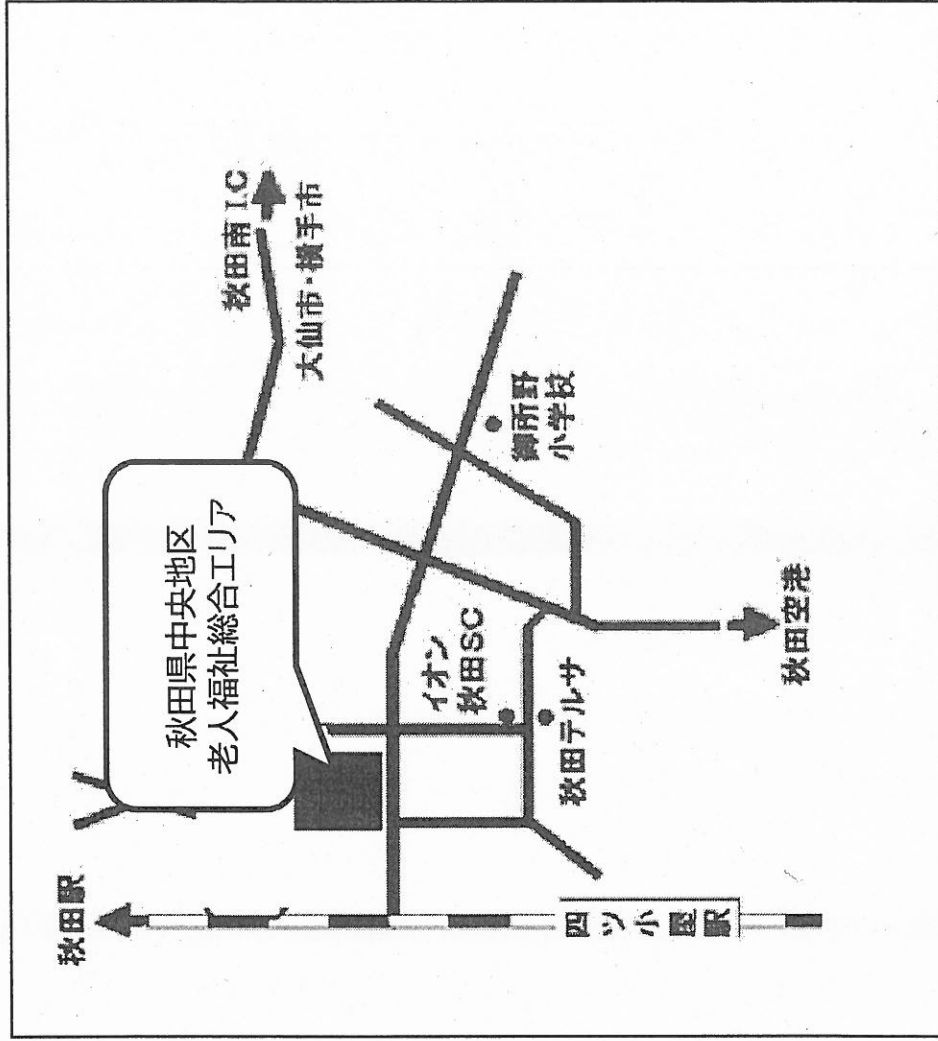 秋田駅
秋田県中央地区
老人福祉総合エリア
秋田南I.C
大仙市・横手市
イオン
秋田SC
秋田テルサ
御所野
小学校
四ツ小屋駅
秋田空港